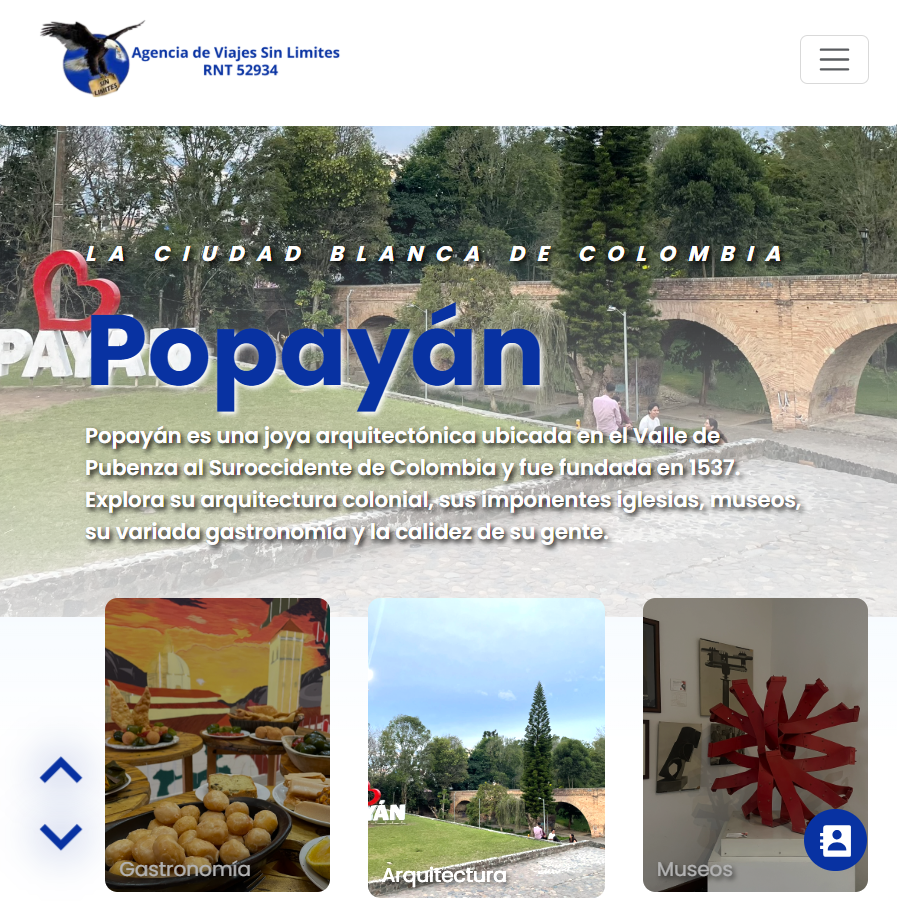 SIN
LIMITES
Agencia de Viajes Sin Limites
RNT 52934
LA CIUDAD BLANCA DE COLOMBIA
Popayán
Popayán es una joya arquitectónica ubicada en el Valle de
Pubenza al Suroccidente de Colombia y fue fundada en 1537.
Explora su arquitectura colonial, sus imponentes iglesias, museos,
su variada gastronomía y la calidez de su gente.
Gastronomía
YÁN
Arquitectura
Museos